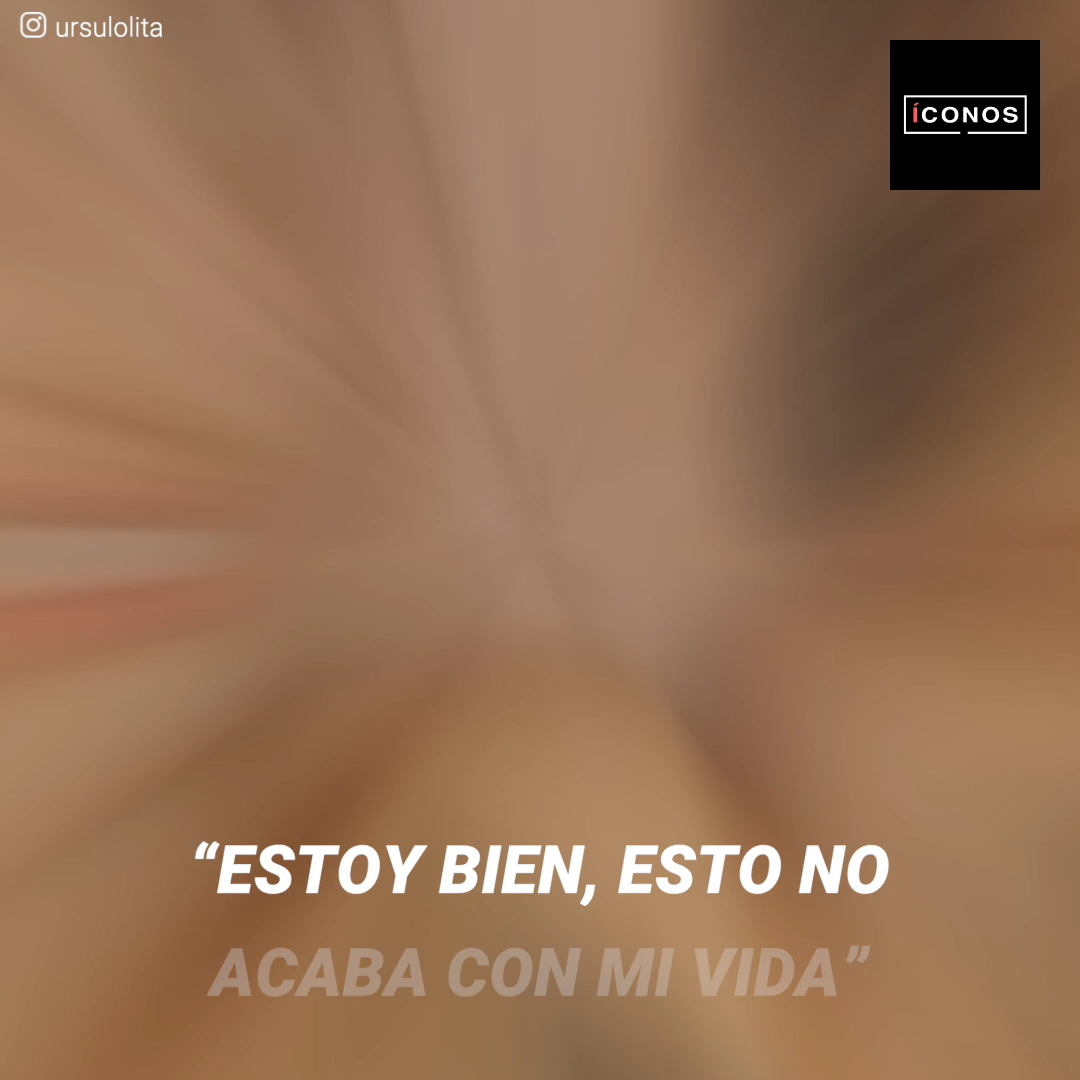 ursulolita
ÍCONOS
“ESTOY BIEN, ESTO NO
ACABA CON MI VIDA”